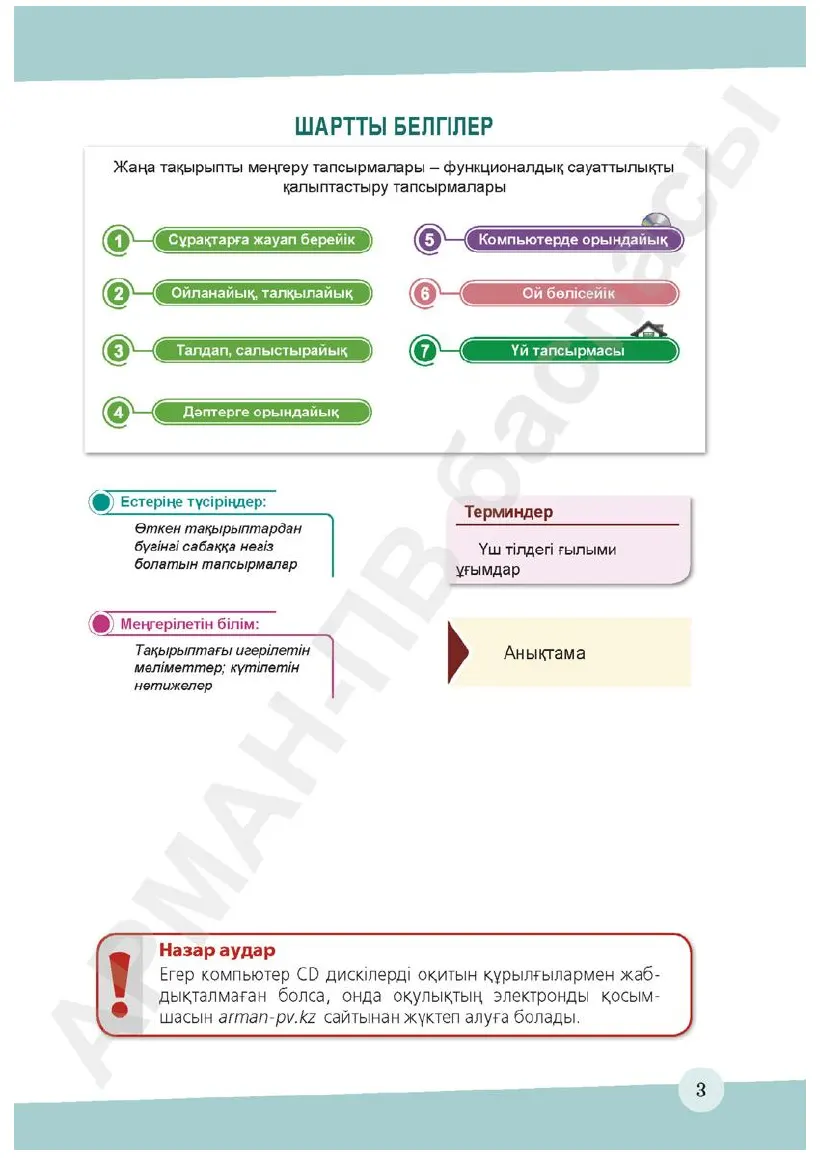 ШАРТТЫ БЕЛГІЛЕР
Жаңа тақырыпты меңгеру тапсырмалары – функционалдық сауаттылықты
қалыптастыру тапсырмалары
1 Сұрақтарға жауап берейік
2 Ойланайық, талқылайық
3 Талдап, салыстырайық
4 Дәптерге орындайық
5 Компьютерде орындайық
6 Ой бөлісейік
7 Үй тапсырмасы
Естеріңе түсіріңдер:
Өткен тақырыптардан
бүгінгі сабаққа негіз
болатын тапсырмалар
Терминдер
Үш тілдегі ғылыми
ұғымдар
Меңгерілетін білім:
Тақырыптағы игерілетін
мәліметтер; күтілетін
нәтижелер
Анықтама
Назар аудар
Егер компьютер CD дискілерді оқитын құрылғылармен жаб-
дықталмаған болса, онда оқулықтың электронды қосым-
шасын arman-pv.kz сайтынан жүктеп алуға болады.
3
АРМАН-ПВ баспасы